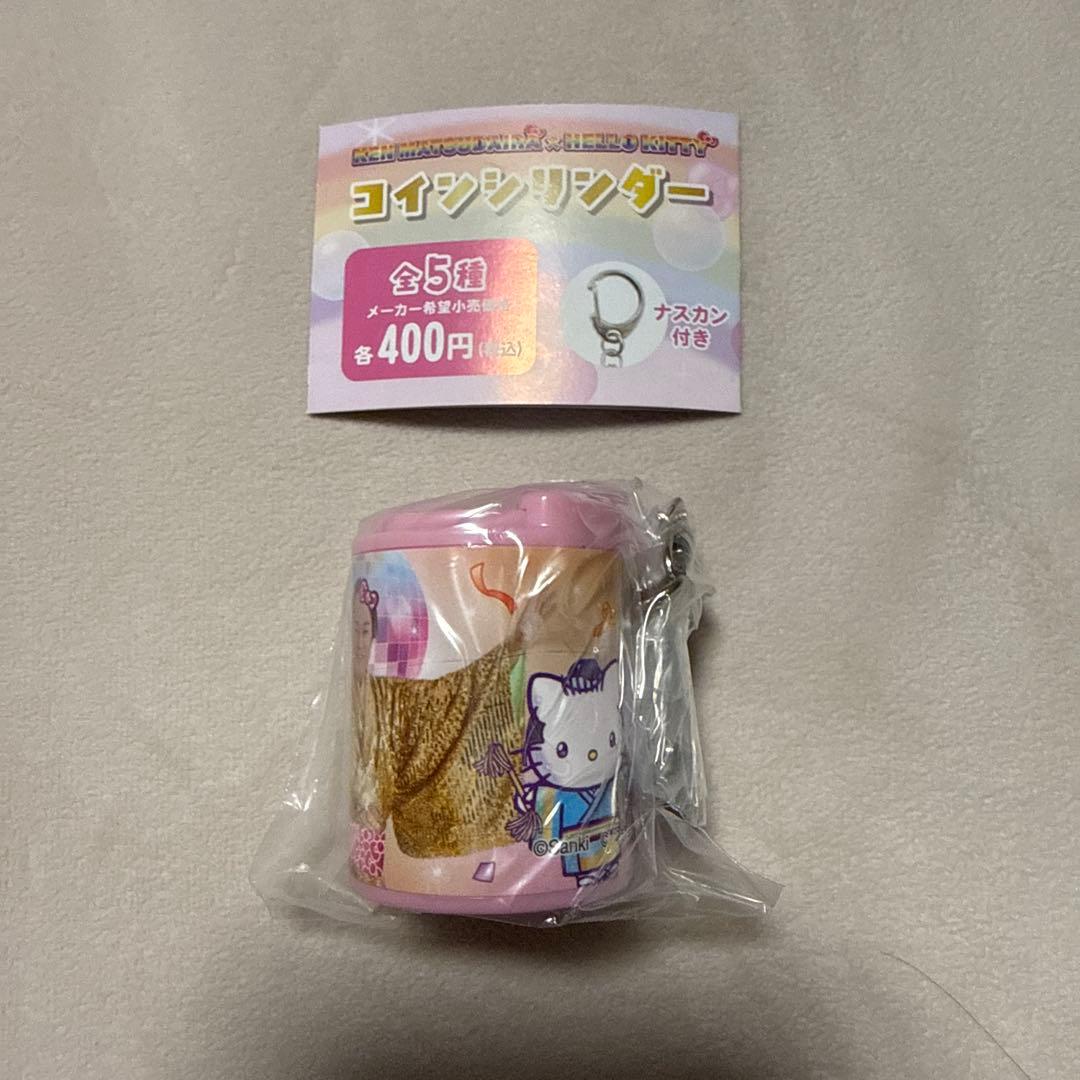 KEN MATSUDAIRA × HELLO KITTY
コインシリンダー
全5種
メーカー希望小売価格
各400円(税込)
ナスカン
付き
©Sanki